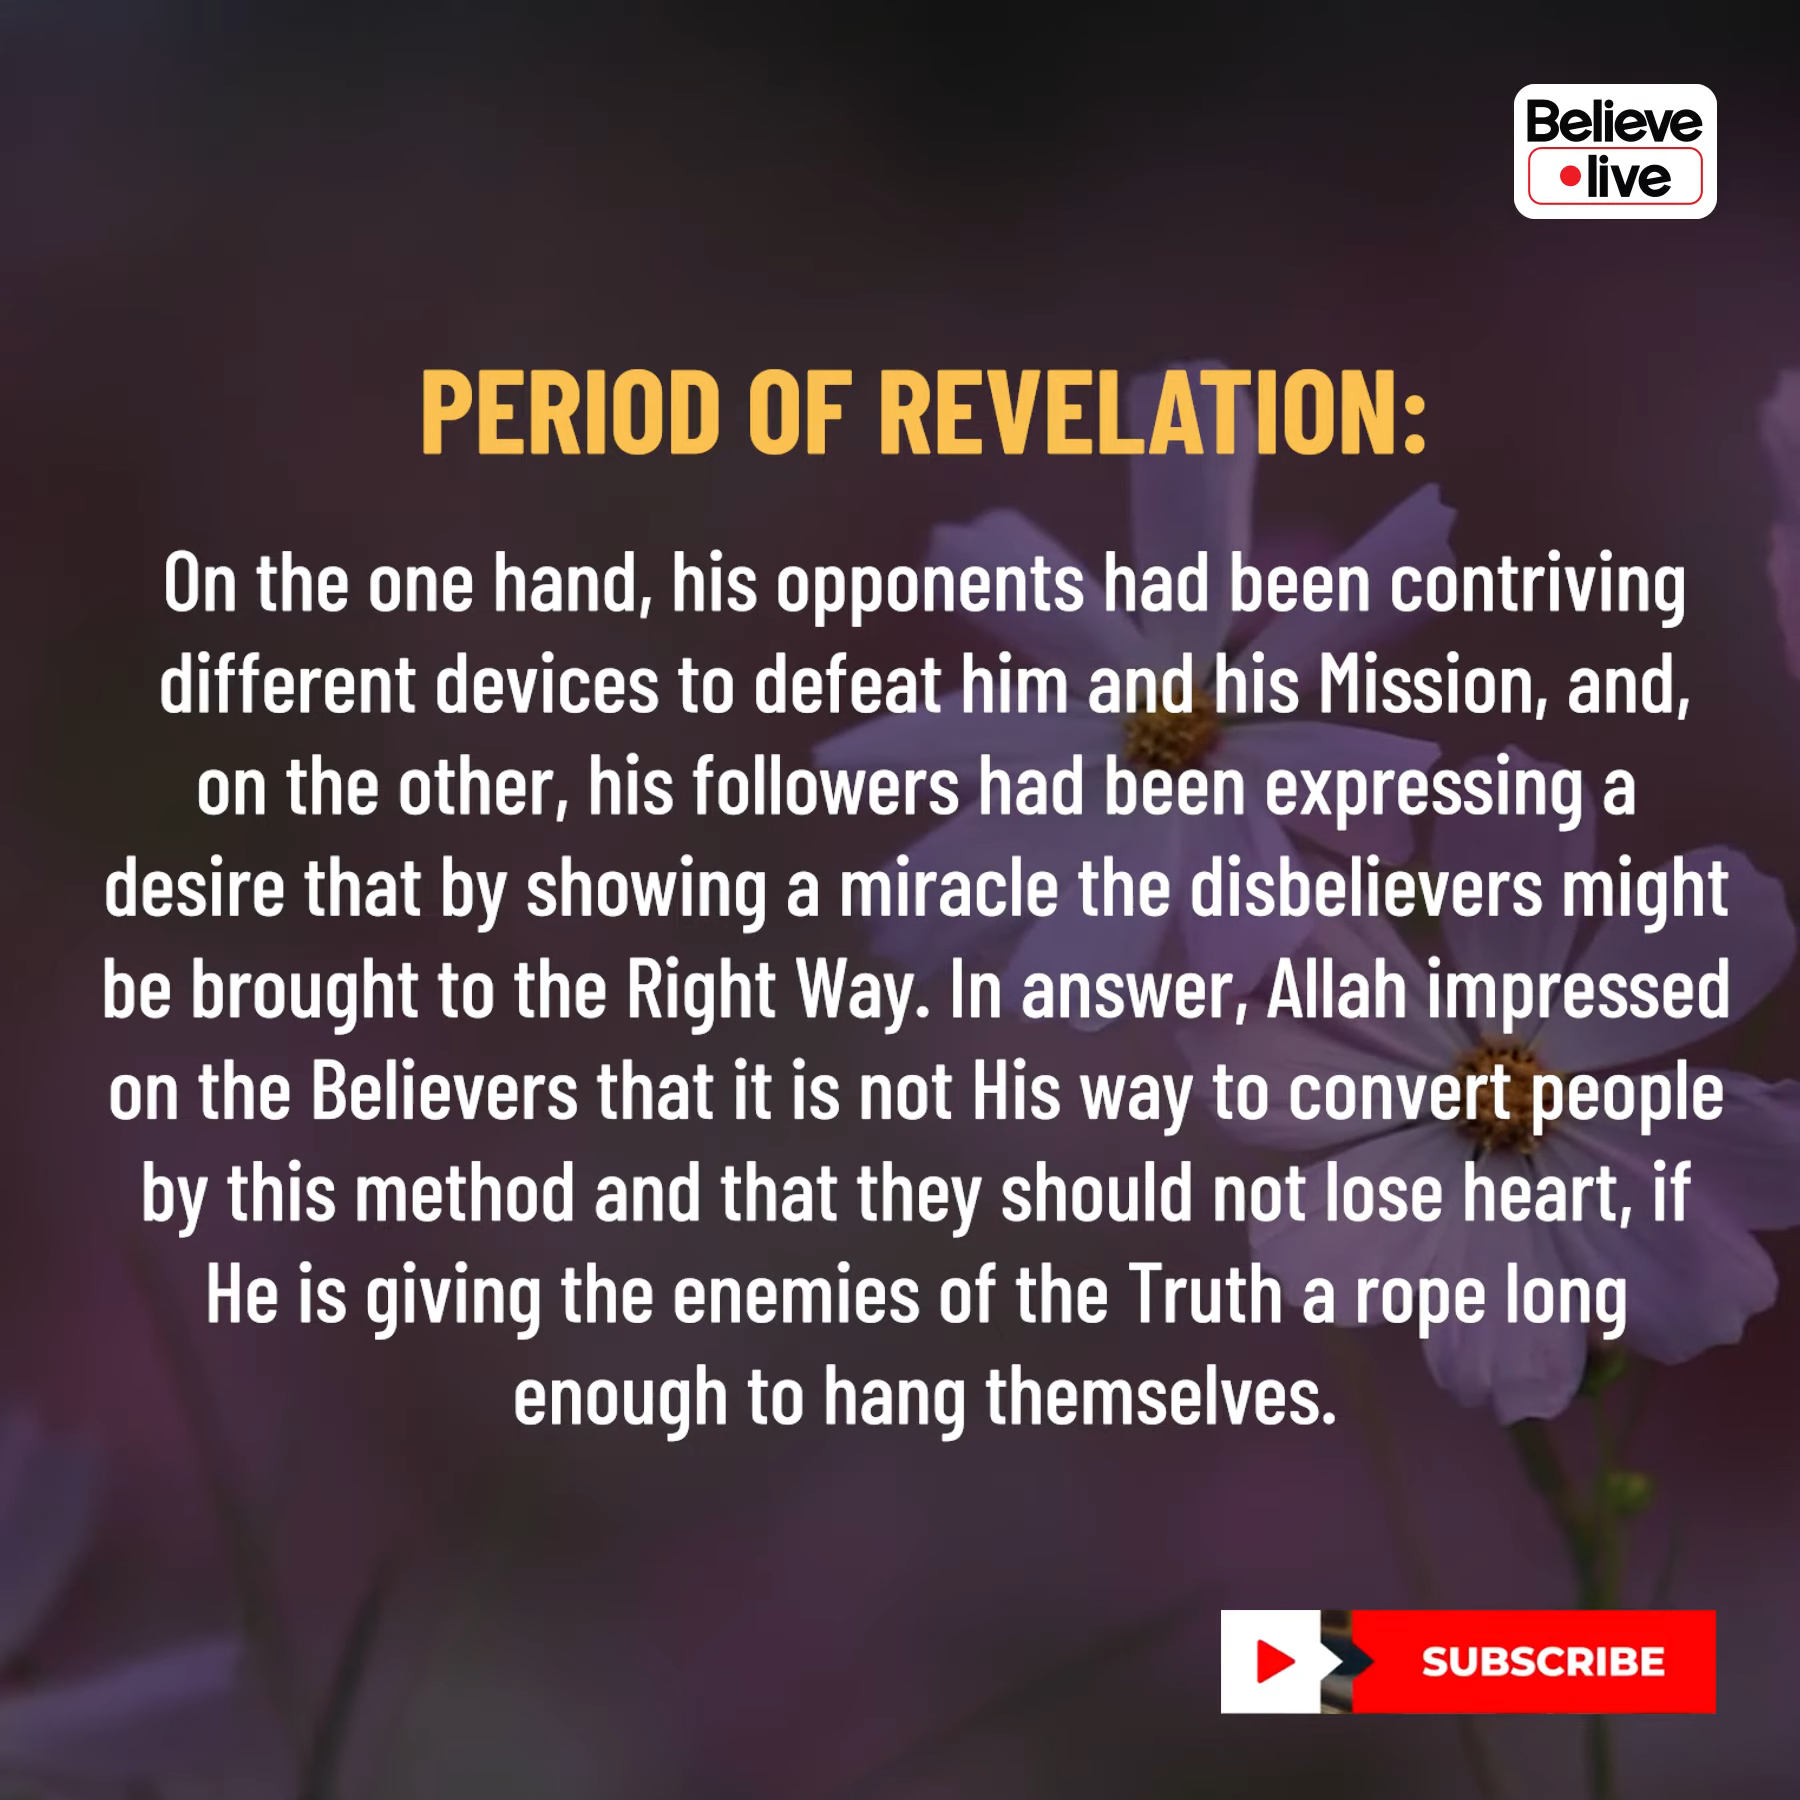 Believe
live
PERIOD OF REVELATION:
On the one hand, his opponents had been contriving
different devices to defeat him and his Mission, and,
on the other, his followers had been expressing a
desire that by showing a miracle the disbelievers might
be brought to the Right Way. In answer, Allah impressed
on the Believers that it is not His way to convert people
by this method and that they should not lose heart, if
He is giving the enemies of the Truth a rope long
enough to hang themselves.
SUBSCRIBE